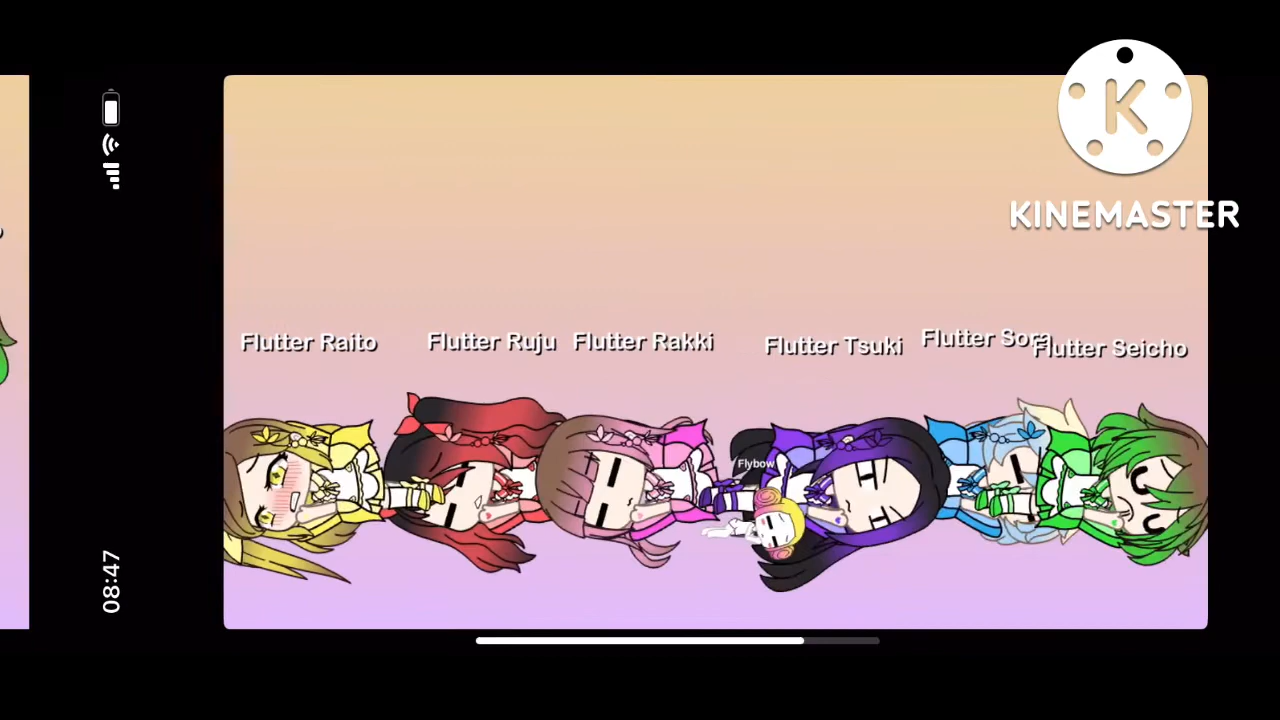 KINEMASTER
Flutter Raito
Flutter Ruju
Flutter Rakki
Flutter Tsuki
Flutter Sora
Flutter Seicho
Flybow
08:47